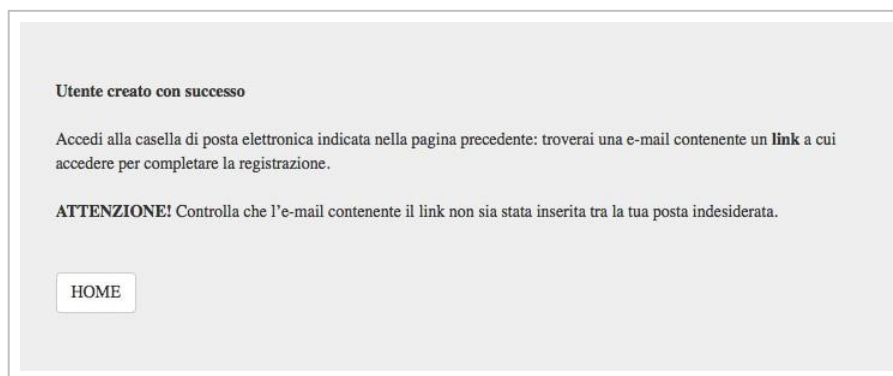 Utente creato con successo
Accedi alla casella di posta elettronica indicata nella pagina precedente: troverai una e-mail contenente un link a cui
accedere per completare la registrazione.
ATTENZIONE! Controlla che l’e-mail contenente il link non sia stata inserita tra la tua posta indesiderata.
HOME